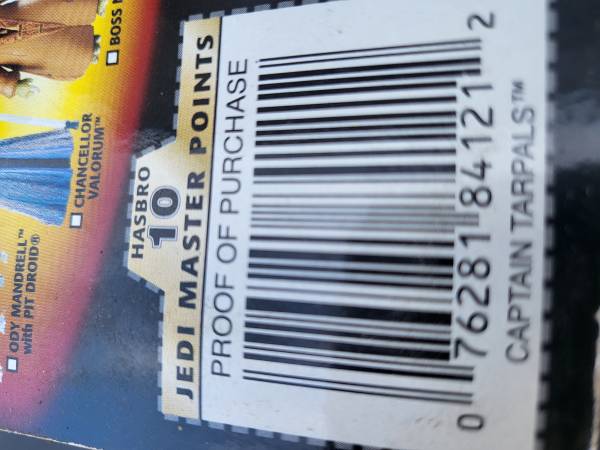 BOSS
CHANCELLOR
VALORUM™
ODY MANDRELL™
with PIT DROID®
HASBRO
10
JEDI MASTER POINTS
PROOF OF PURCHASE
0 76281 84121 2
CAPTAIN TARPALS™